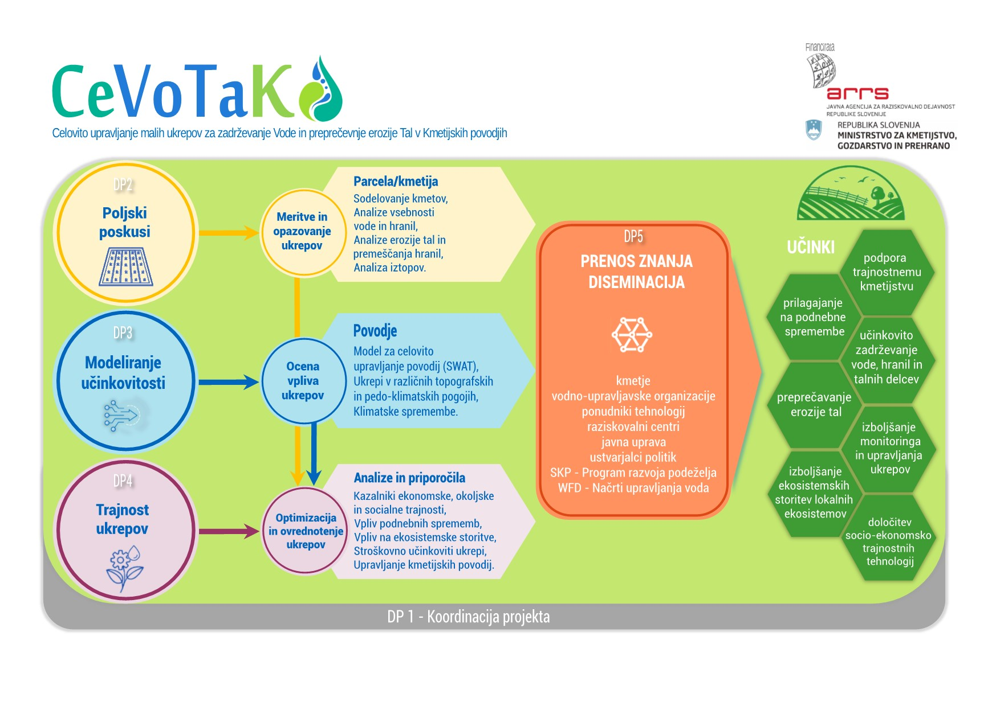 CeVoTaK
Celovito upravljanje malih ukrepov za zadrževanje Vode in preprečevnje erozije Tal v Kmetijskih povodjih
Financirata
arrs
JAVNA AGENCIJA ZA RAZISKOVALNO DEJAVNOST
REPUBLIKE SLOVENIJE
REPUBLIKA SLOVENIJA
MINISTRSTVO ZA KMETIJSTVO,
GOZDARSTVO IN PREHRANO
DP2
Poljski
poskusi
Meritve in
opazovanje
ukrepov
Parcela/kmetija
Sodelovanje kmetov,
Analize vsebnosti
vode in hranil,
Analize erozije tal in
premeščanja hranil,
Analiza iztopov.
DP3
Modeliranje
učinkovitosti
Ocena
vpliva
ukrepov
Povodje
Model za celovito
upravljanje povodij (SWAT),
Ukrepi v različnih topografskih
in pedo-klimatskih pogojih,
Klimatske spremembe.
DP4
Trajnost
ukrepov
Optimizacija
in ovrednotenje
ukrepov
Analize in priporočila
Kazalniki ekonomske, okoljske
in socialne trajnosti,
Vpliv podnebnih sprememb,
Vpliv na ekosistemske storitve,
Stroškovno učinkoviti ukrepi,
Upravljanje kmetijskih povodij.
DP5
PRENOS ZNANJA
DISEMINACIJA
kmetje
vodno-upravljavske organizacije
ponudniki tehnologij
raziskovalni centri
javna uprava
ustvarjalci politik
SKP - Program razvoja podeželja
WFD - Načrti upravljanja voda
UČINKI
podpora
trajnostnemu
kmetijstvu
prilagajanje
na podnebne
spremembe
učinkovito
zadrževanje
vode, hranil in
talnih delcev
preprečavanje
erozije tal
izboljšanje
monitoringa
in upravljanja
ukrepov
izboljšanje
ekosistemskih
storitev lokalnih
ekosistemov
določitev
socio-ekonomsko
trajnostnih
tehnologij
DP 1 - Koordinacija projekta